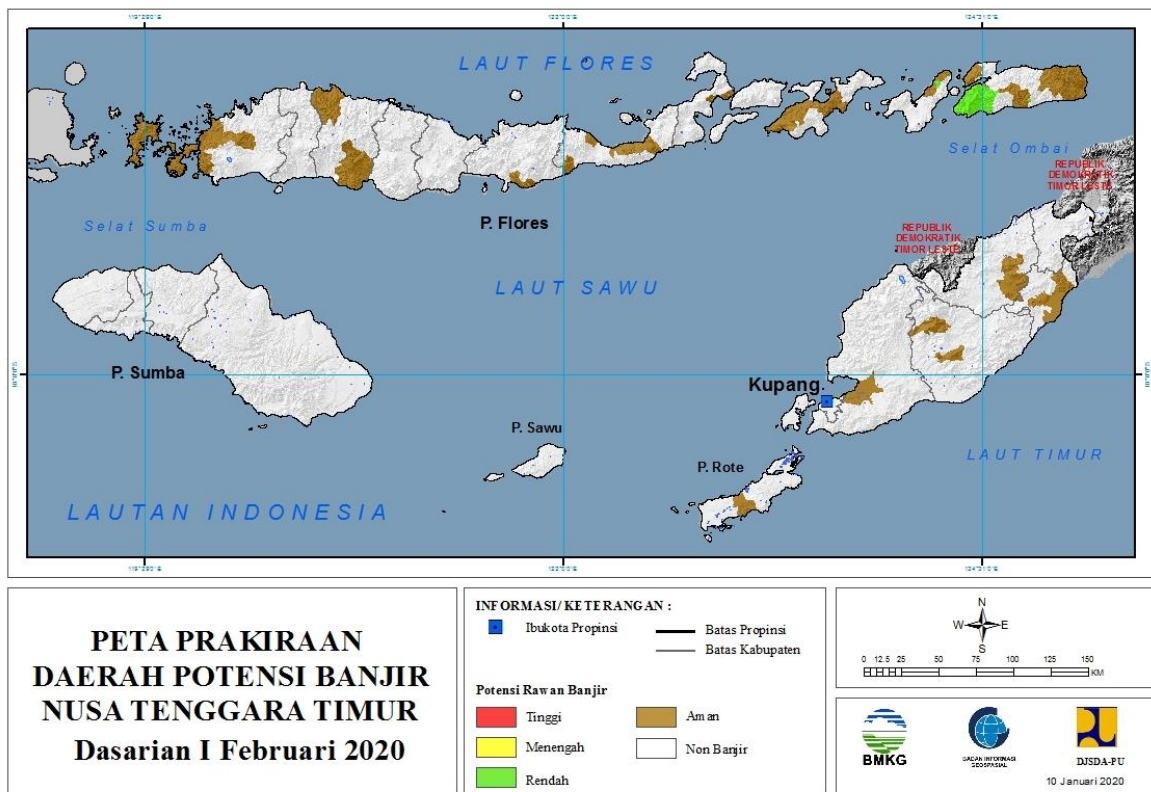 LAUT FLORES
Selat Ombai
REPUBLIK
DEMOKRATIK
TIMOR LESTE
P. Flores
Selat Sumba
REPUBLIK
DEMOKRATIK
TIMOR LESTE
LAUT SAWU
P. Sumba
Kupang
P. Sawu
P. Rote
LAUT TIMUR
LAUTAN INDONESIA
PETA PRAKIRAAN
DAERAH POTENSI BANJIR
NUSA TENGGARA TIMUR
Dasarian I Februari 2020
INFORMASI/ KETERANGAN :
Ibukota Propinsi
Batas Propinsi
Batas Kabupaten
Potensi Rawan Banjir
Tinggi
Aman
Menengah
Non Banjir
Rendah
N
W E
S
0 12.5 25 50 75 100 125 150
KM
BMKG
BADAN INFORMASI
GEOSPASIAL
DJSDA-PU
10 Januari 2020